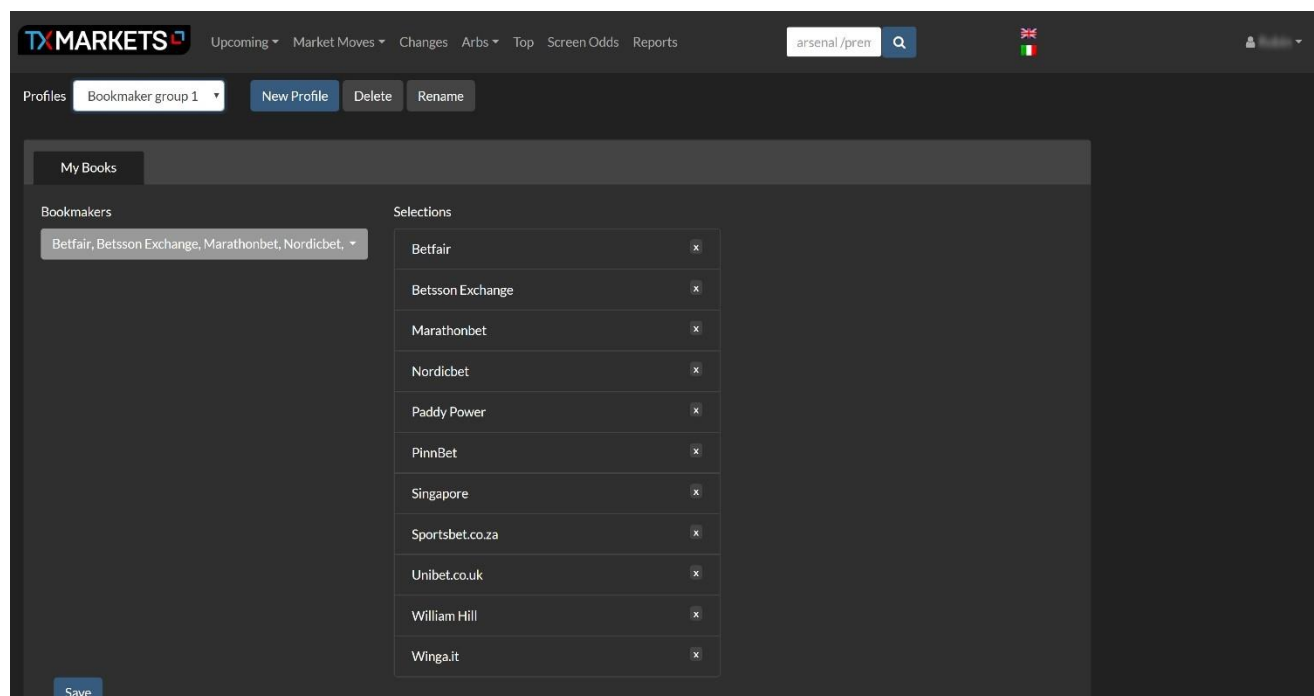 TXMARKETS Upcoming Market Moves Changes Arbs Top Screen Odds Reports arsenal /prem
Profiles Bookmaker group 1 New Profile Delete Rename
My Books
Bookmakers Selections
Betfair, Betsson Exchange, Marathonbet, Nordicbet,
Betfair x
Betsson Exchange x
Marathonbet x
Nordicbet x
Paddy Power x
PinnBet x
Singapore x
Sportsbet.co.za x
Unibet.co.uk x
William Hill x
Winga.it x
Save